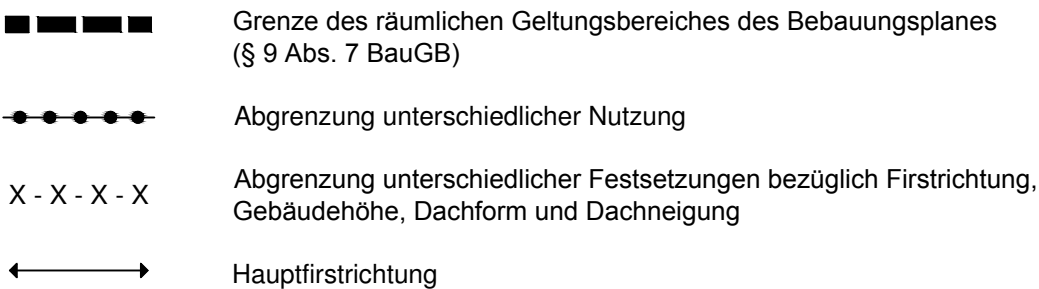 Grenze des räumlichen Geltungsbereiches des Bebauungsplanes
(§ 9 Abs. 7 BauGB)
Abgrenzung unterschiedlicher Nutzung
X - X - X - X
Abgrenzung unterschiedlicher Festsetzungen bezüglich Firstrichtung,
Gebäudehöhe, Dachform und Dachneigung
Hauptfirstrichtung